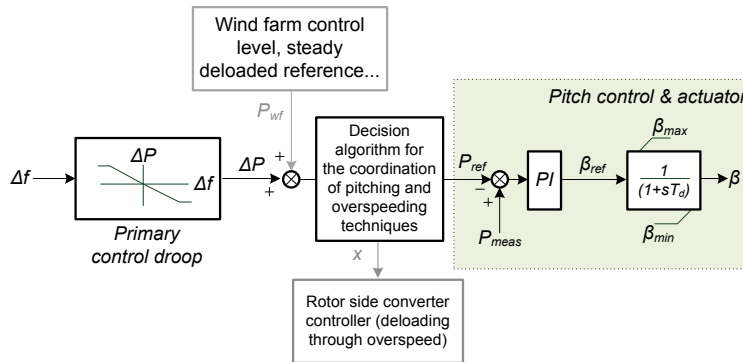 Wind farm control
level, steady
deloaded reference...
Pitch control & actuator
P_wf
β_max
ΔP
Δf
Δf
ΔP
+
+
Decision
algorithm for
the coordination
of pitching and
overspeeding
techniques
P_ref
−
+
PI
β_ref
1
(1+sT_d)
β
β_min
P_meas
Primary
control droop
x
Rotor side converter
controller (deloading
through overspeed)